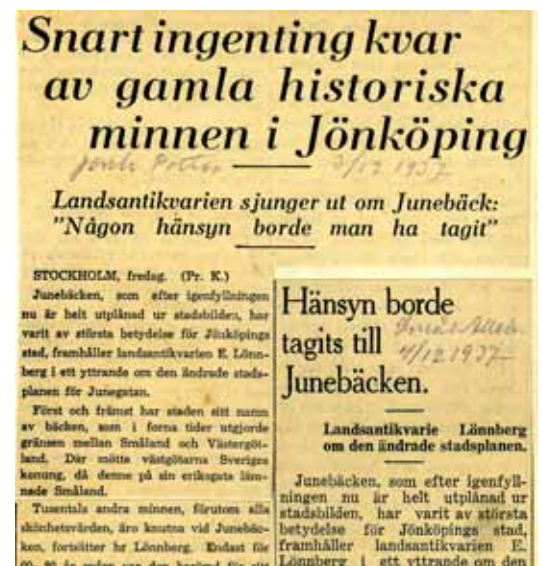 Snart ingenting kvar
av gamla historiska
minnen i Jönköping
3/12 1937
Landsantikvarien sjunger ut om Junebäck:
"Någon hänsyn borde man ha tagit"
STOCKHOLM, fredag. (Pr. K.)
Junebäcken, som efter igenfyllningen
nu är helt utplånad ur stadsbilden, har
varit av största betydelse för Jönköpings
stad, framhåller landsantikvarien E. Lönn-
berg i ett yttrande om den ändrade stads-
planen för Junegatan.
Först och främst har staden sitt namn
av bäcken, som i forna tider utgjorde
gränsen mellan Småland och Västergöt-
land. Där mötte västgötarna Sveriges
konung, då denne på sin eriksgata läm-
nade Småland.
Tusentals andra minnen, förutom alla
skönhetsvärden, äro knutna vid Junebäc-
ken, fortsätter hr Lönnberg. Endast för
Hänsyn borde
tagits till
Junebäcken.
4/12 1937
Landsantikvarie Lönnberg
om den ändrade stadsplanen.
Junebäcken, som efter igenfyll-
ningen nu är helt utplånad ur
stadsbilden, har varit av största
betydelse för Jönköpings stad,
framhåller landsantikvarien E.
Lönnberg i ett yttrande om den